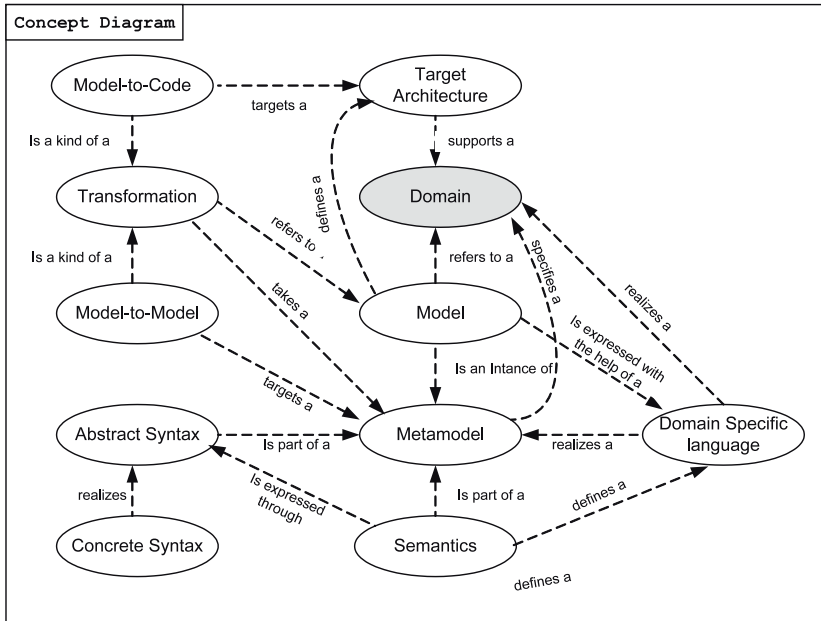 Concept Diagram
Model-to-Code
targets a
Target
Architecture
Is a kind of a
supports a
Transformation
refers to .
defines a
Domain
Is a kind of a
takes a
refers to a
specifies a
realizes a
Model-to-Model
Model
Is expressed with
the help of a
targets a
Is an Intance of
Abstract Syntax
Is part of a
Metamodel
realizes a
Domain Specific
language
realizes
Is expressed
through
Is part of a
defines a
Concrete Syntax
Semantics
defines a